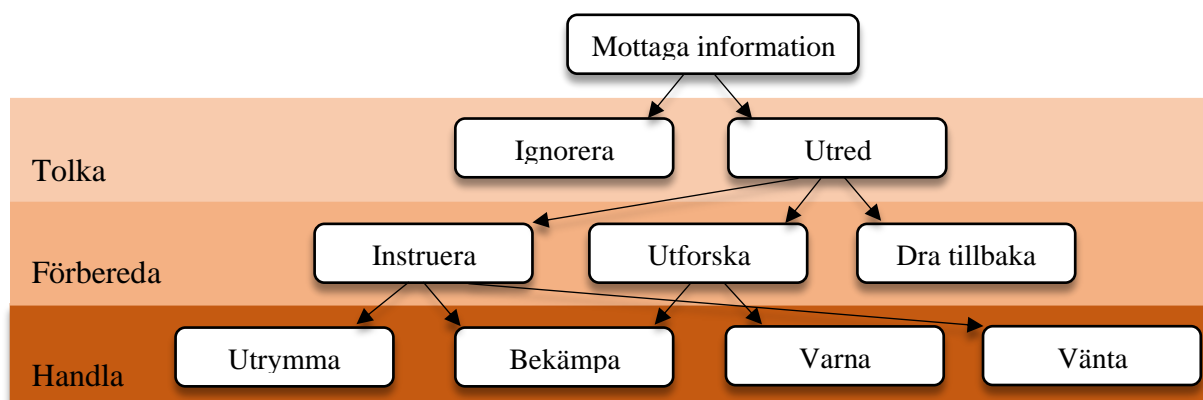 Mottaga information
Ignorera
Utred
Tolka
Instruera
Utforska
Dra tillbaka
Förbereda
Utrymma
Bekämpa
Varna
Vänta
Handla